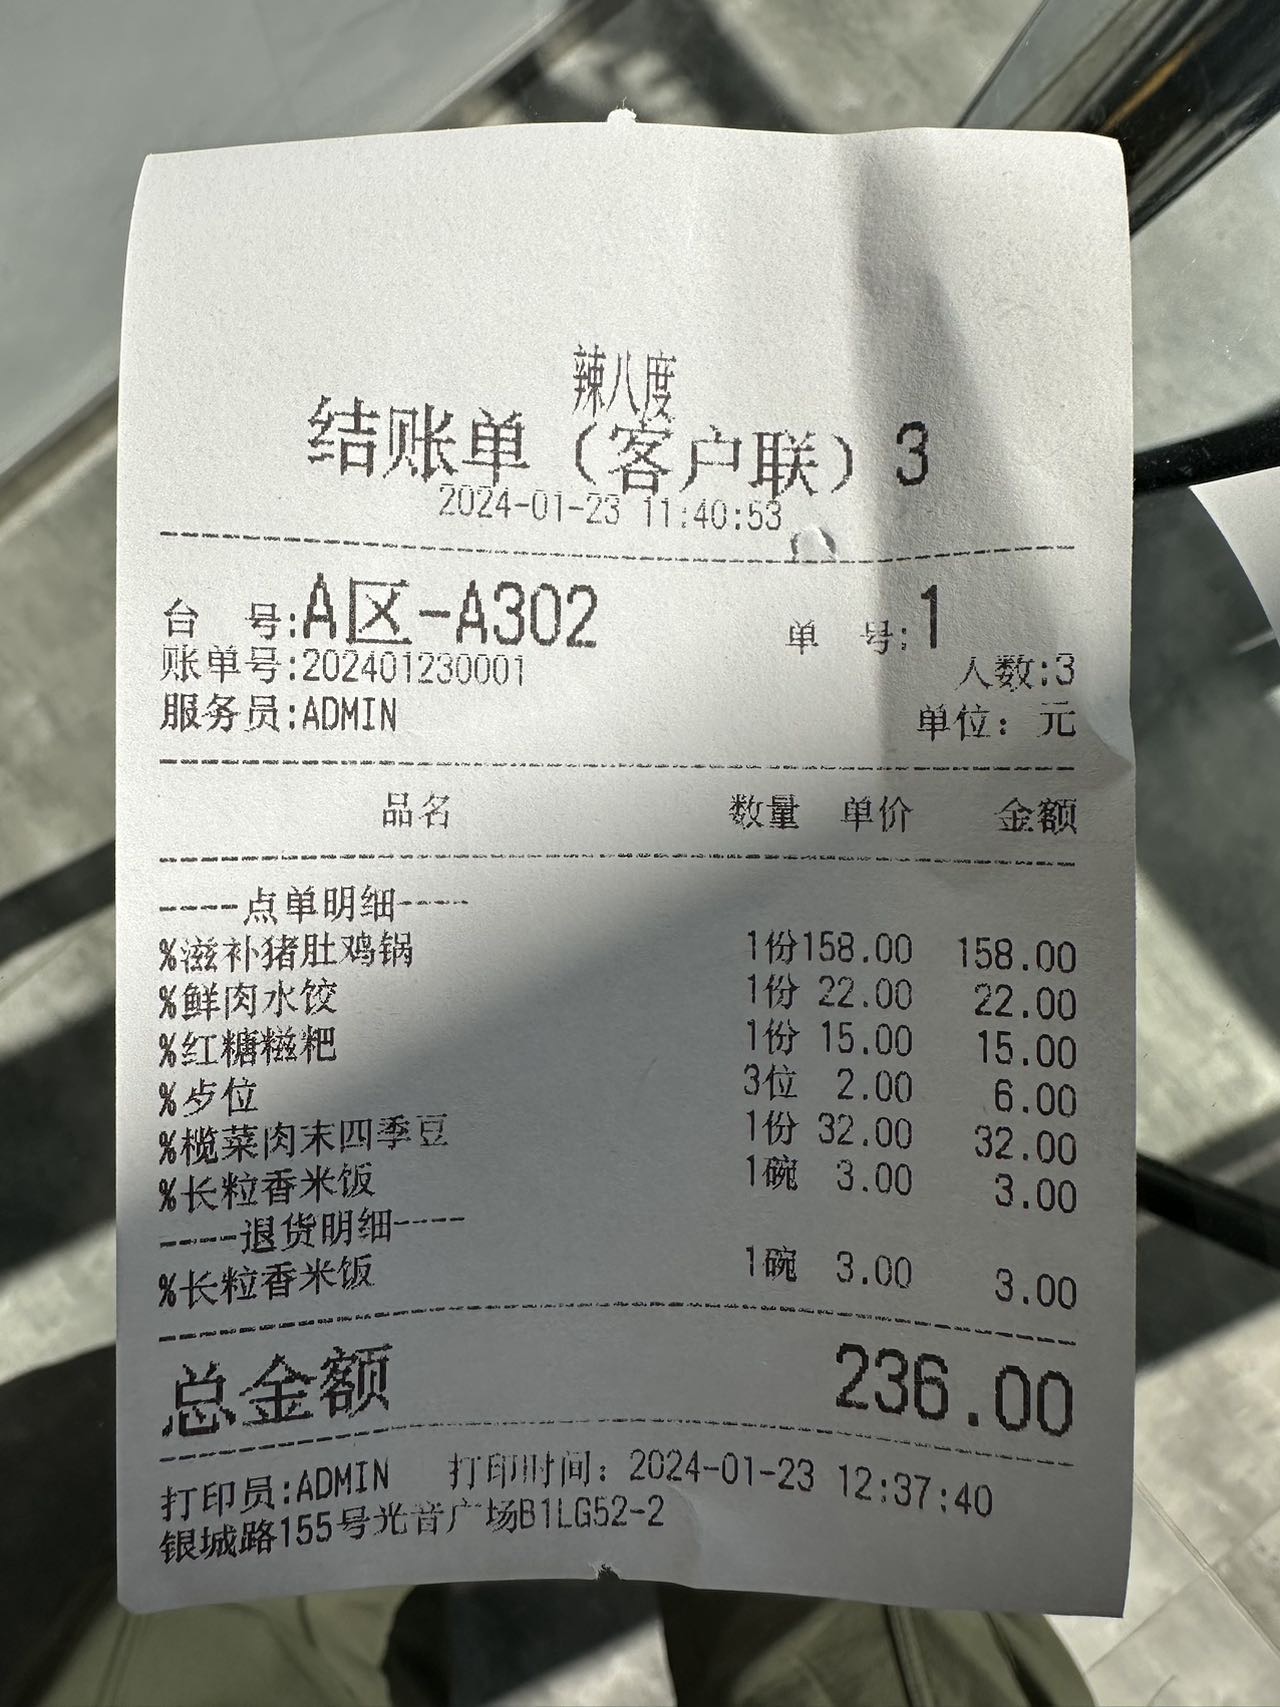 辣八度
结账单（客户联）3
2024-01-23 11:40:53
台 号:A区-A302 单 号:1
账单号:202401230001 人数:3
服务员:ADMIN 单位：元
品名 数量 单价 金额
----点单明细----
%滋补猪肚鸡锅 1份 158.00 158.00
%鲜肉水饺 1份 22.00 22.00
%红糖糍粑 1份 15.00 15.00
%歺位 3位 2.00 6.00
%榄菜肉末四季豆 1份 32.00 32.00
%长粒香米饭 1碗 3.00 3.00
----退货明细----
%长粒香米饭 1碗 3.00 3.00
总金额 236.00
打印员:ADMIN 打印时间：2024-01-23 12:37:40
银城路155号光音广场B1LG52-2